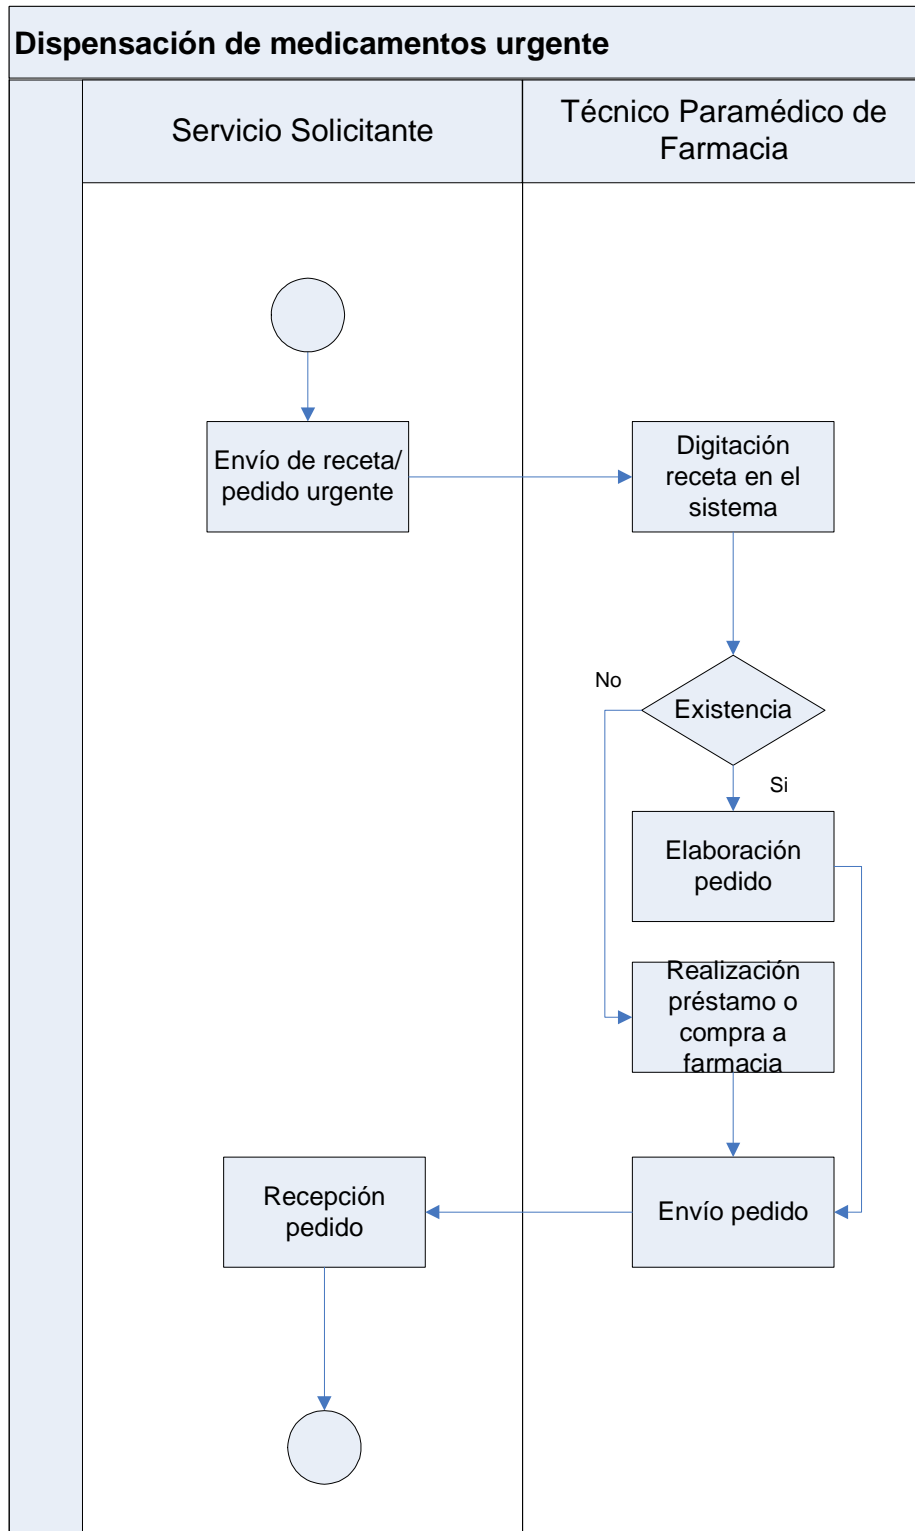 Dispensación de medicamentos urgente
Servicio Solicitante
Técnico Paramédico de
Farmacia
Envío de receta/
pedido urgente
Digitación
receta en el
sistema
No
Existencia
Si
Elaboración
pedido
Realización
préstamo o
compra a
farmacia
Recepción
pedido
Envío pedido